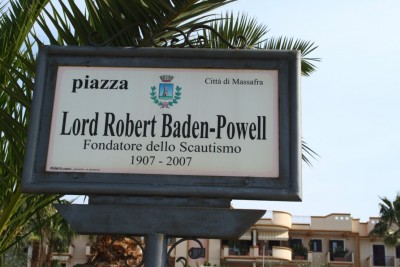 piazza Città di Massafra
Lord Robert Baden-Powell
Fondatore dello Scautismo
1907 - 2007